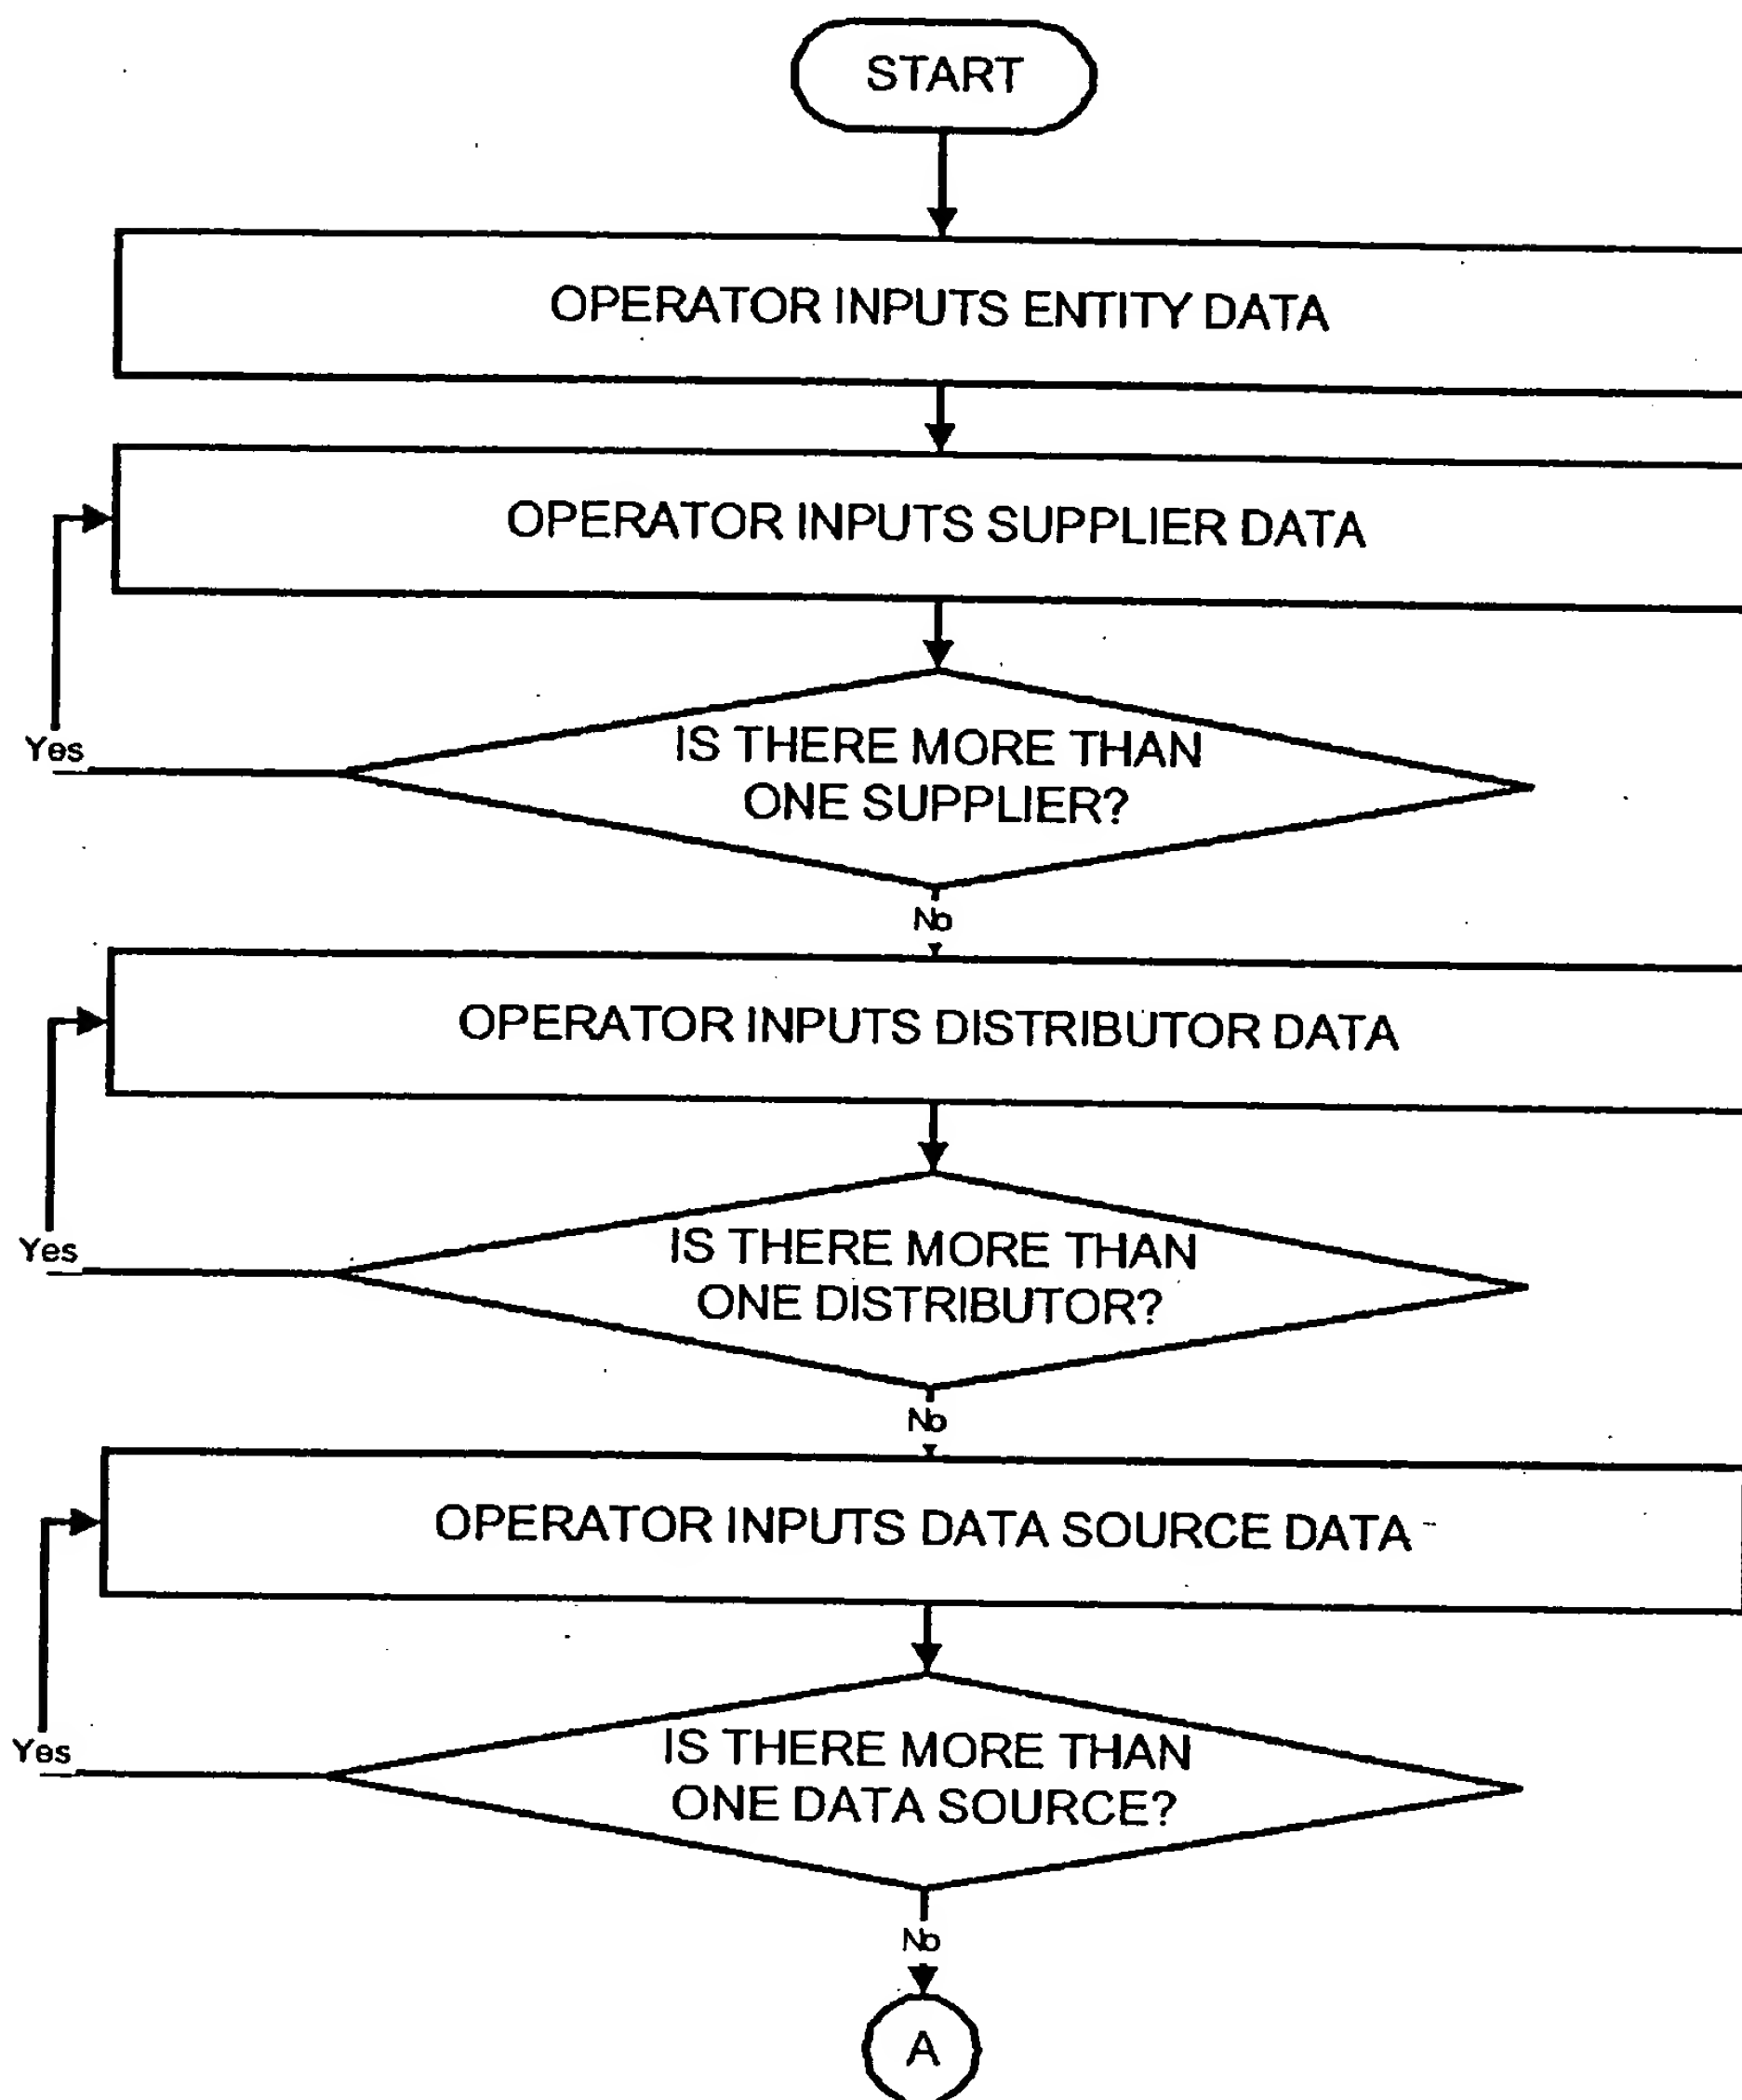 START
OPERATOR INPUTS ENTITY DATA
OPERATOR INPUTS SUPPLIER DATA
IS THERE MORE THAN
ONE SUPPLIER?
Yes
No
OPERATOR INPUTS DISTRIBUTOR DATA
IS THERE MORE THAN
ONE DISTRIBUTOR?
Yes
No
OPERATOR INPUTS DATA SOURCE DATA
IS THERE MORE THAN
ONE DATA SOURCE?
Yes
No
A